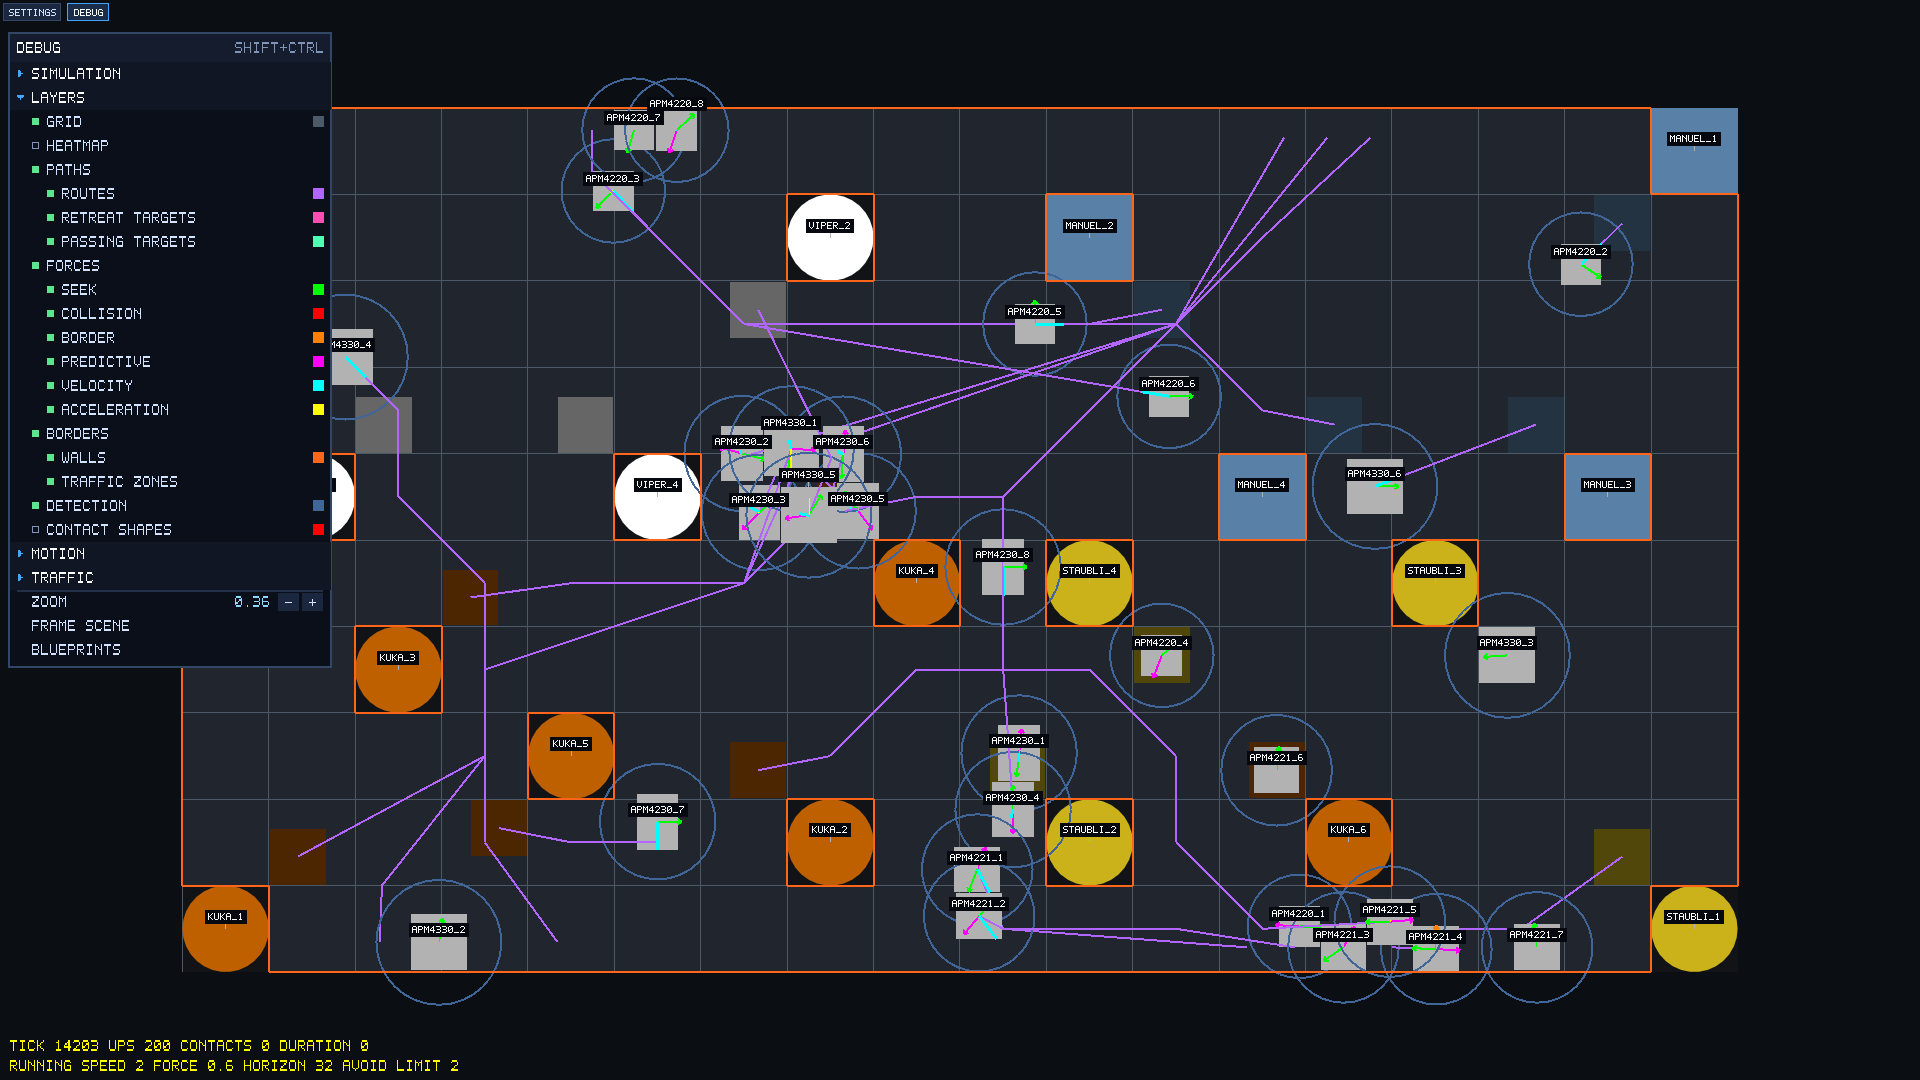 SETTINGS DEBUG
DEBUG SHIFT+CTRL
SIMULATION
LAYERS
GRID
HEATMAP
PATHS
ROUTES
RETREAT TARGETS
PASSING TARGETS
FORCES
SEEK
COLLISION
BORDER
PREDICTIVE
VELOCITY
ACCELERATION
BORDERS
WALLS
TRAFFIC ZONES
DETECTION
CONTACT SHAPES
MOTION
TRAFFIC
ZOOM 0.36 - +
FRAME SCENE
BLUEPRINTS
APM4220_8
APM4220_7
MANUEL_1
APM4220_3
VIPER_2
MANUEL_2
APM4220_2
APM4220_5
M4330_4
APM4220_6
APM4330_1
APM4230_2
APM4230_6
APM4330_5
APM4330_6
VIPER_4
MANUEL_4
MANUEL_3
APM4230_3
APM4230_5
APM4230_8
KUKA_4
STAUBLI_4
STAUBLI_3
APM4220_4
APM4330_3
KUKA_3
APM4230_1
KUKA_5
APM4221_6
APM4230_4
APM4230_7
KUKA_2
STAUBLI_2
KUKA_6
APM4221_1
APM4221_2
APM4221_5
APM4220_1
KUKA_1
STAUBLI_1
APM4330_2
APM4221_3
APM4221_4
APM4221_7
TICK 14203 UPS 200 CONTACTS 0 DURATION 0
RUNNING SPEED 2 FORCE 0.6 HORIZON 32 AVOID LIMIT 2